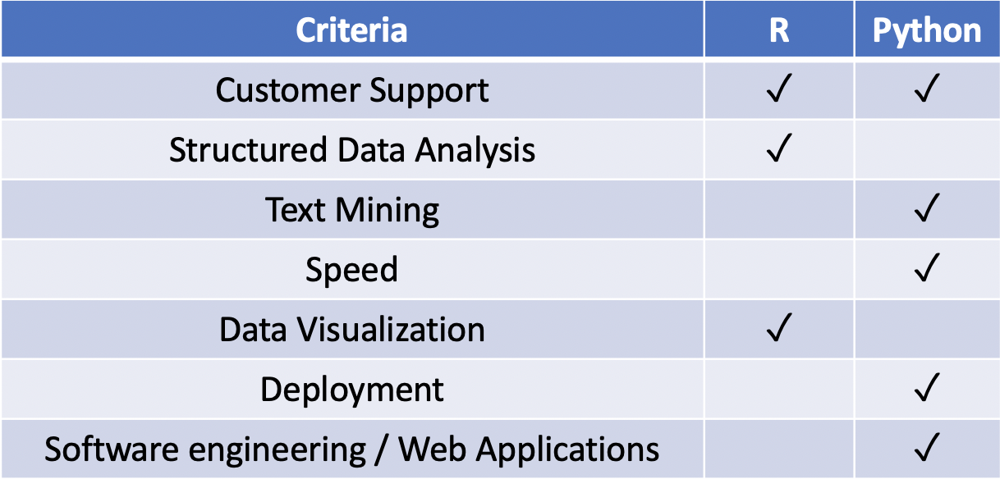 Criteria R Python
Customer Support ✓ ✓
Structured Data Analysis ✓
Text Mining ✓
Speed ✓
Data Visualization ✓
Deployment ✓
Software engineering / Web Applications ✓